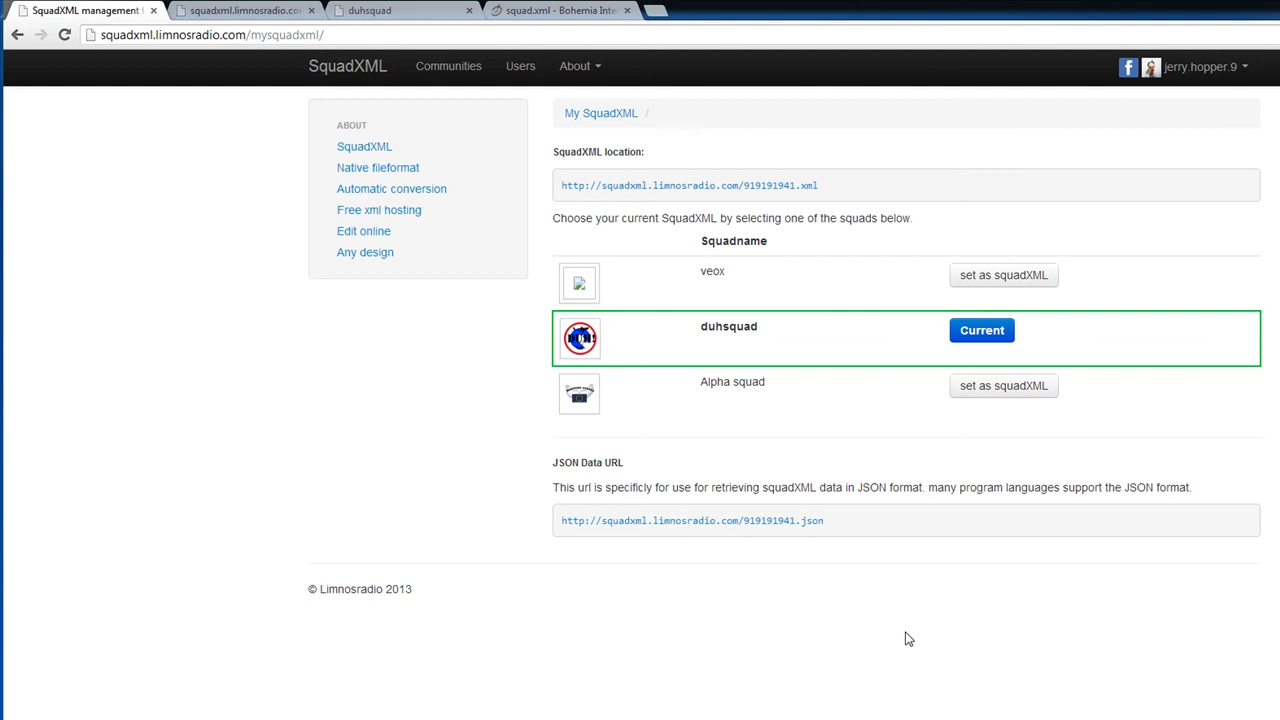 SquadXML management f
squadxml.limnosradio.co
duhsquad
squad.xml - Bohemia Inte
squadxml.limnosradio.com/mysquadxml/
SquadXML Communities Users About jerry.hopper.9
ABOUT
SquadXML
Native fileformat
Automatic conversion
Free xml hosting
Edit online
Any design
My SquadXML /
SquadXML location:
http://squadxml.limnosradio.com/919191941.xml
Choose your current SquadXML by selecting one of the squads below.
Squadname
veox set as squadXML
duhsquad Current
Alpha squad set as squadXML
JSON Data URL
This url is specificly for use for retrieving squadXML data in JSON format. many program languages support the JSON format.
http://squadxml.limnosradio.com/919191941.json
© Limnosradio 2013